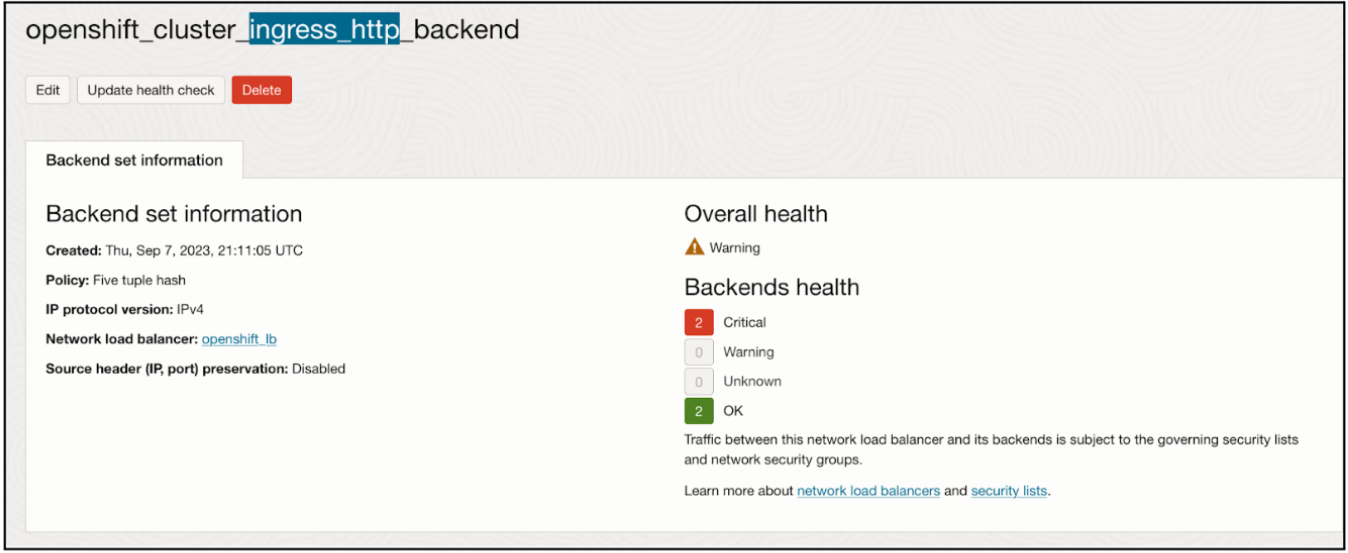 openshift_cluster_ingress_http_backend
Edit
Update health check
Delete
Backend set information
Backend set information
Created: Thu, Sep 7, 2023, 21:11:05 UTC
Policy: Five tuple hash
IP protocol version: IPv4
Network load balancer: openshift_lb
Source header (IP, port) preservation: Disabled
Overall health
Warning
Backends health
2 Critical
0 Warning
0 Unknown
2 OK
Traffic between this network load balancer and its backends is subject to the governing security lists
and network security groups.
Learn more about network load balancers and security lists.